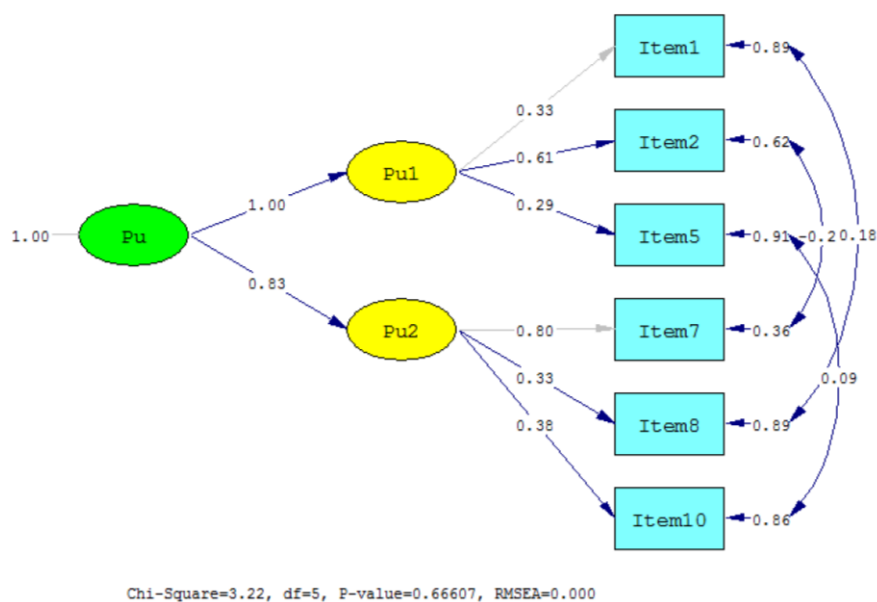 Item1
0.89
0.33
Item2
0.62
0.61
Pu1
1.00
0.29
Item5
0.91
-0.2
0.18
1.00
Pu
0.83
Pu2
0.80
Item7
0.36
0.33
0.09
0.38
Item8
0.89
Item10
0.86
Chi-Square=3.22, df=5, P-value=0.66607, RMSEA=0.000